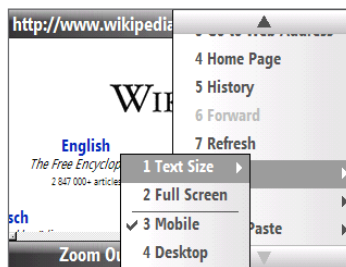 http://www.wikipedia
4 Home Page
5 History
6 Forward
7 Refresh
English
The Free Encyclop
2 847 000+ articles
1 Text Size
2 Full Screen
3 Mobile
4 Desktop
Paste
sch
Zoom Ou